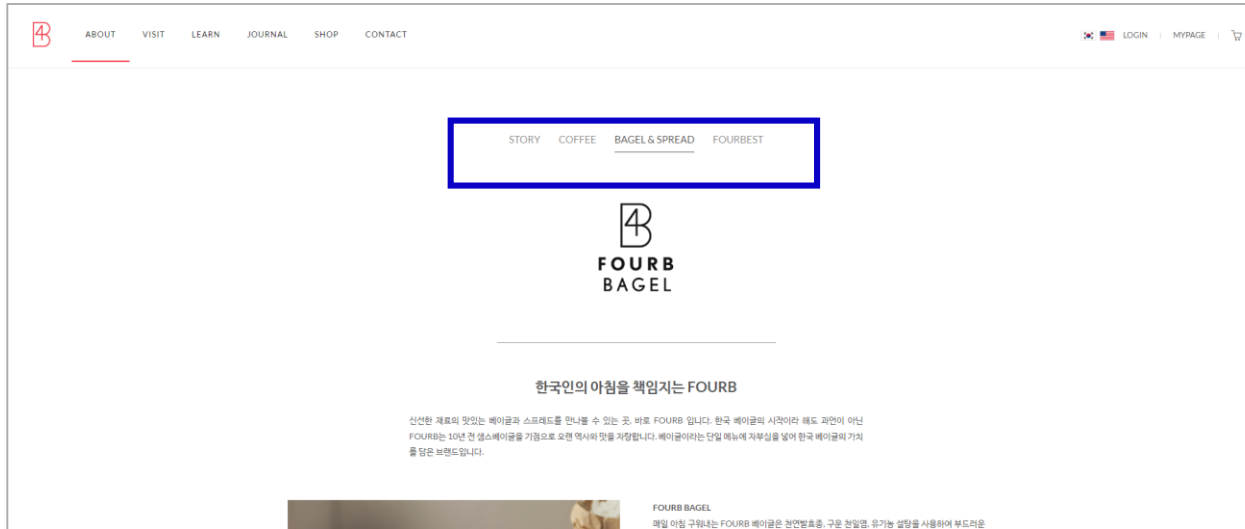 4B
ABOUT VISIT LEARN JOURNAL SHOP CONTACT
LOGIN | MYPAGE |
STORY COFFEE BAGEL & SPREAD FOURBEST
4B
FOURB
BAGEL
한국인의 아침을 책임지는 FOURB
신선한 재료의 맛있는 베이글과 스프레드를 만나볼 수 있는 곳, 바로 FOURB 입니다. 한국 베이글의 시작이라 해도 과언이 아닌
FOURB는 10년 전 샘스베이글을 기점으로 오랜 역사와 맛을 자랑합니다. 베이글이라는 단일 메뉴에 자부심을 넣어 한국 베이글의 가치
를 담은 브랜드입니다.
FOURB BAGEL
매일 아침 구워내는 FOURB 베이글은 천연발효종, 구운 천일염, 유기농 설탕을 사용하여 부드러운